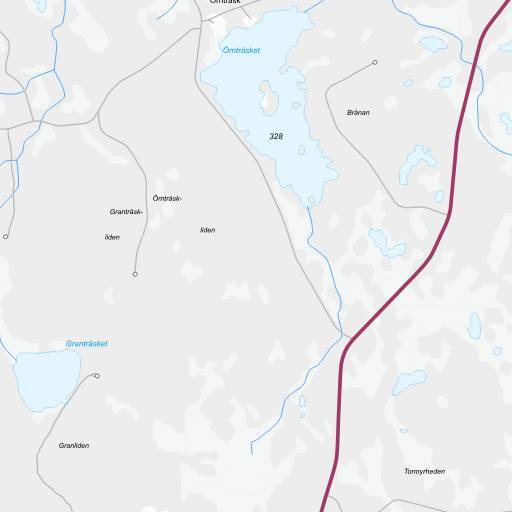 Örnträsk
Örnträsket
Brånan
328
Örnträsk-
liden
Granträsk-
liden
Granträsket
Granliden
Tormyrheden